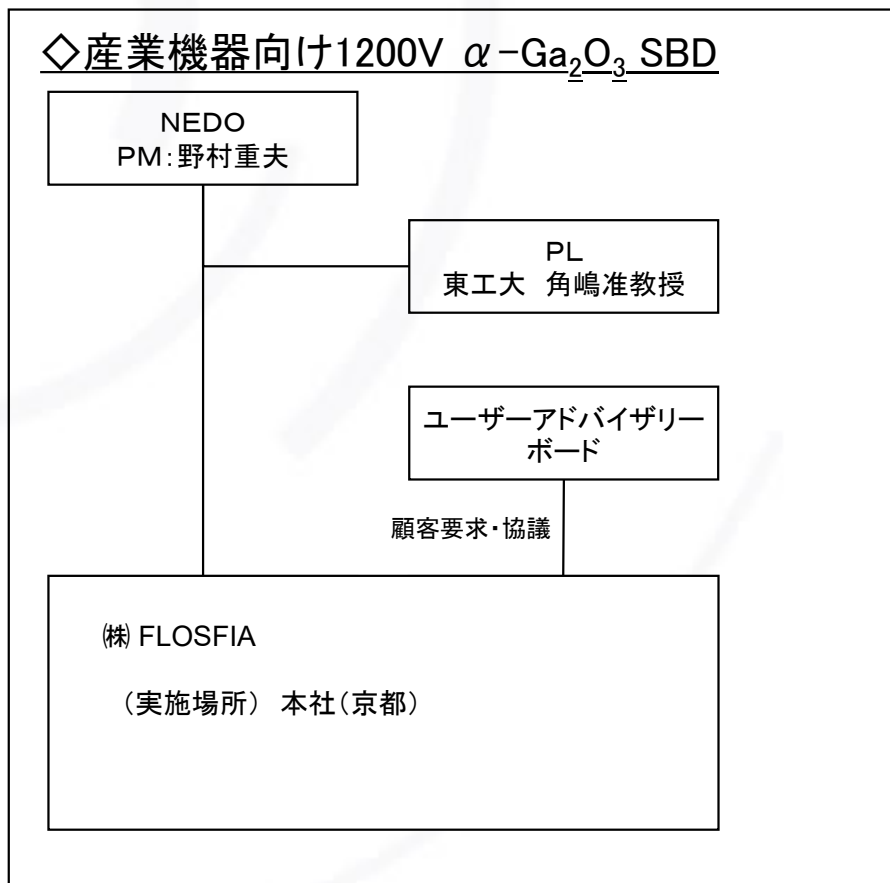 ◇産業機器向け1200V α-Ga2O3 SBD
NEDO
PM:野村重夫
PL
東工大 角嶋准教授
ユーザーアドバイザリー
ボード
顧客要求・協議
㈱ FLOSFIA
(実施場所) 本社(京都)